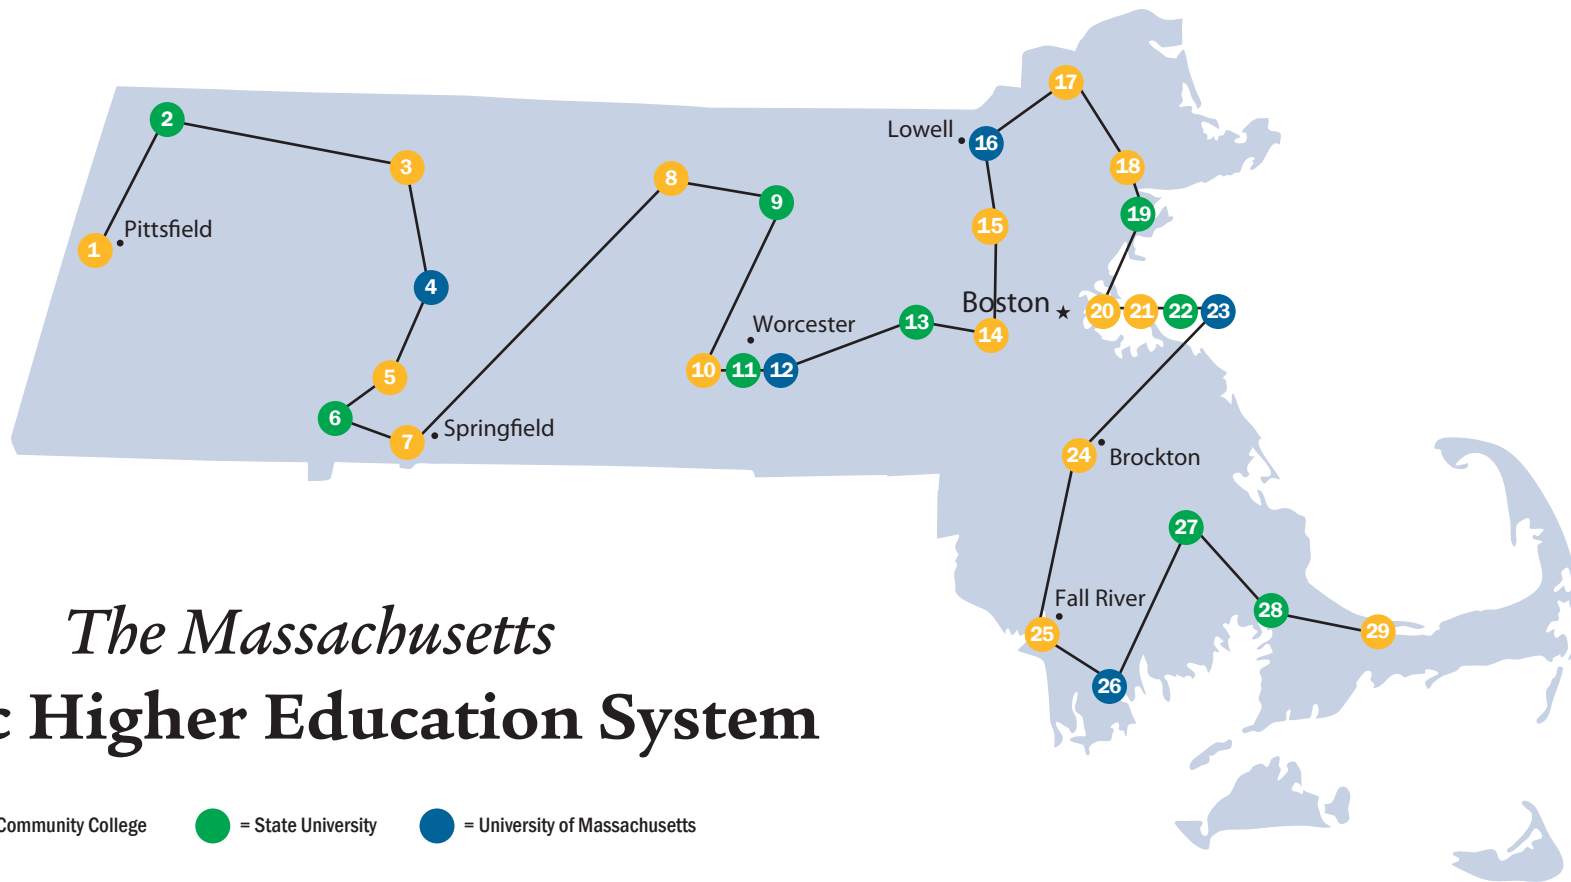 17
Lowell
16
2
3
18
8
9
19
15
Pittsfield
1
4
Boston
20 21 22 23
13
14
Worcester
10 11 12
5
6
7
Springfield
24
Brockton
27
Fall River
25
28
29
26
The Massachusetts
c Higher Education System
Community College
= State University
= University of Massachusetts